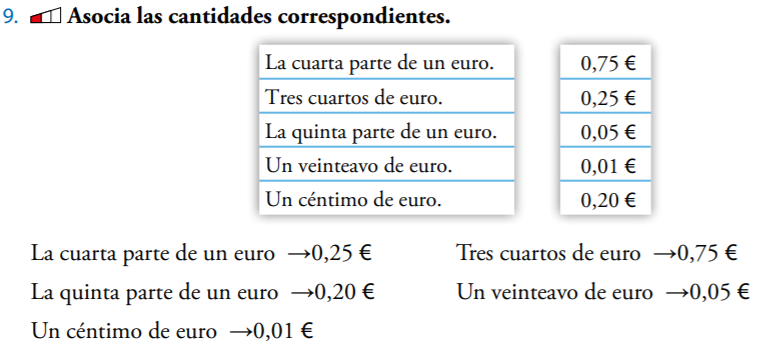 9. Asocia las cantidades correspondientes.
La cuarta parte de un euro. 0,75 €
Tres cuartos de euro. 0,25 €
La quinta parte de un euro. 0,05 €
Un veinteavo de euro. 0,01 €
Un céntimo de euro. 0,20 €
La cuarta parte de un euro →0,25 € Tres cuartos de euro →0,75 €
La quinta parte de un euro →0,20 € Un veinteavo de euro →0,05 €
Un céntimo de euro →0,01 €